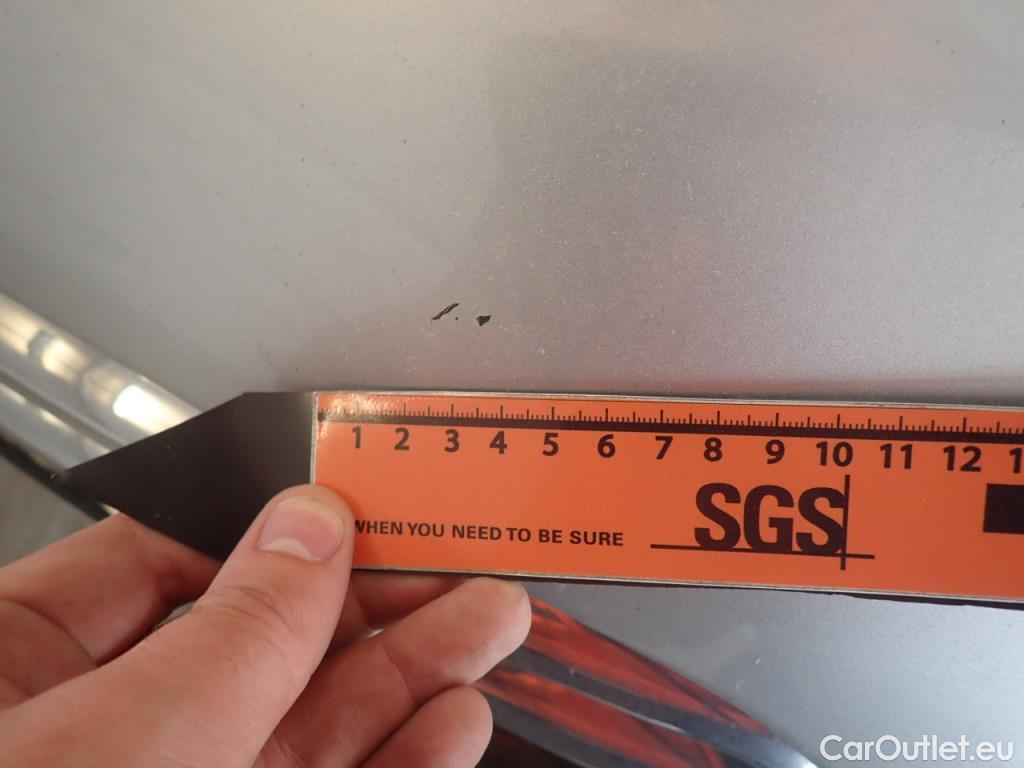 1 2 3 4 5 6 7 8 9 10 11 12 1
WHEN YOU NEED TO BE SURE
SGS
CarOutlet.eu